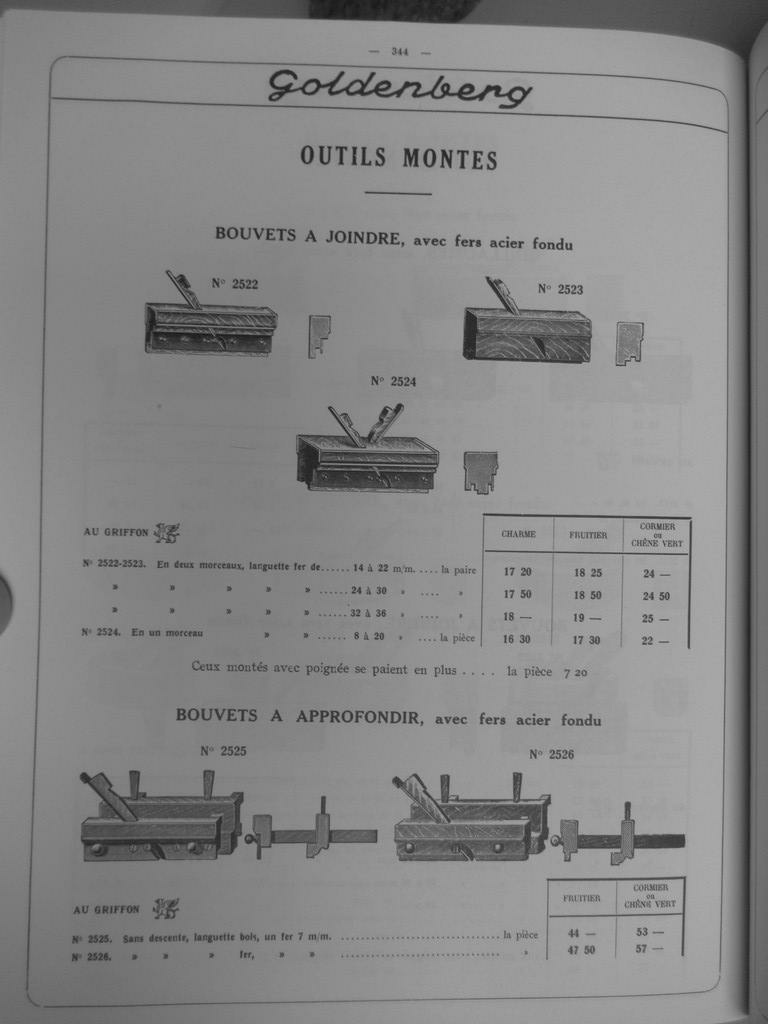 — 344 —
Goldenberg
OUTILS MONTES
BOUVETS A JOINDRE, avec fers acier fondu
N° 2522
N° 2523
N° 2524
AU GRIFFON
CHARME FRUITIER CORMIER ou CHÊNE VERT
N° 2522-2523. En deux morceaux, languette fer de...... 14 à 22 m/m. .... la paire 17 20 18 25 24 —
» » » » » ...... 24 à 30 » .... » 17 50 18 50 24 50
» » » » » ...... 32 à 36 » .... » 18 — 19 — 25 —
N° 2524. En un morceau » » ...... 8 à 20 » .... la pièce 16 30 17 30 22 —
Ceux montés avec poignée se paient en plus .... la pièce 7 20
BOUVETS A APPROFONDIR, avec fers acier fondu
N° 2525
N° 2526
AU GRIFFON
FRUITIER CORMIER ou CHÊNE VERT
N° 2525. Sans descente, languette bois, un fer 7 m/m. ................................ la pièce 44 — 53 —
N° 2526. » » » fer, » » ................................ » 47 50 57 —